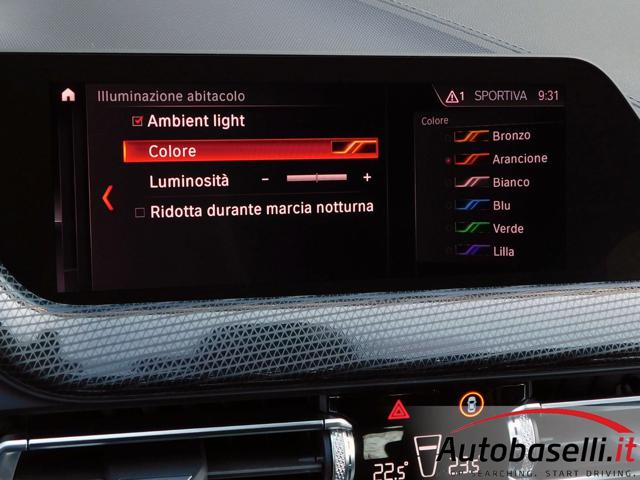 Illuminazione abitacolo
1 SPORTIVA 9:31
Ambient light
Colore
Luminosità - +
Ridotta durante marcia notturna
Colore
Bronzo
Arancione
Bianco
Blu
Verde
Lilla
22.5°
23.5
Autobaselli.it
SEARCHING. START DRIVING.